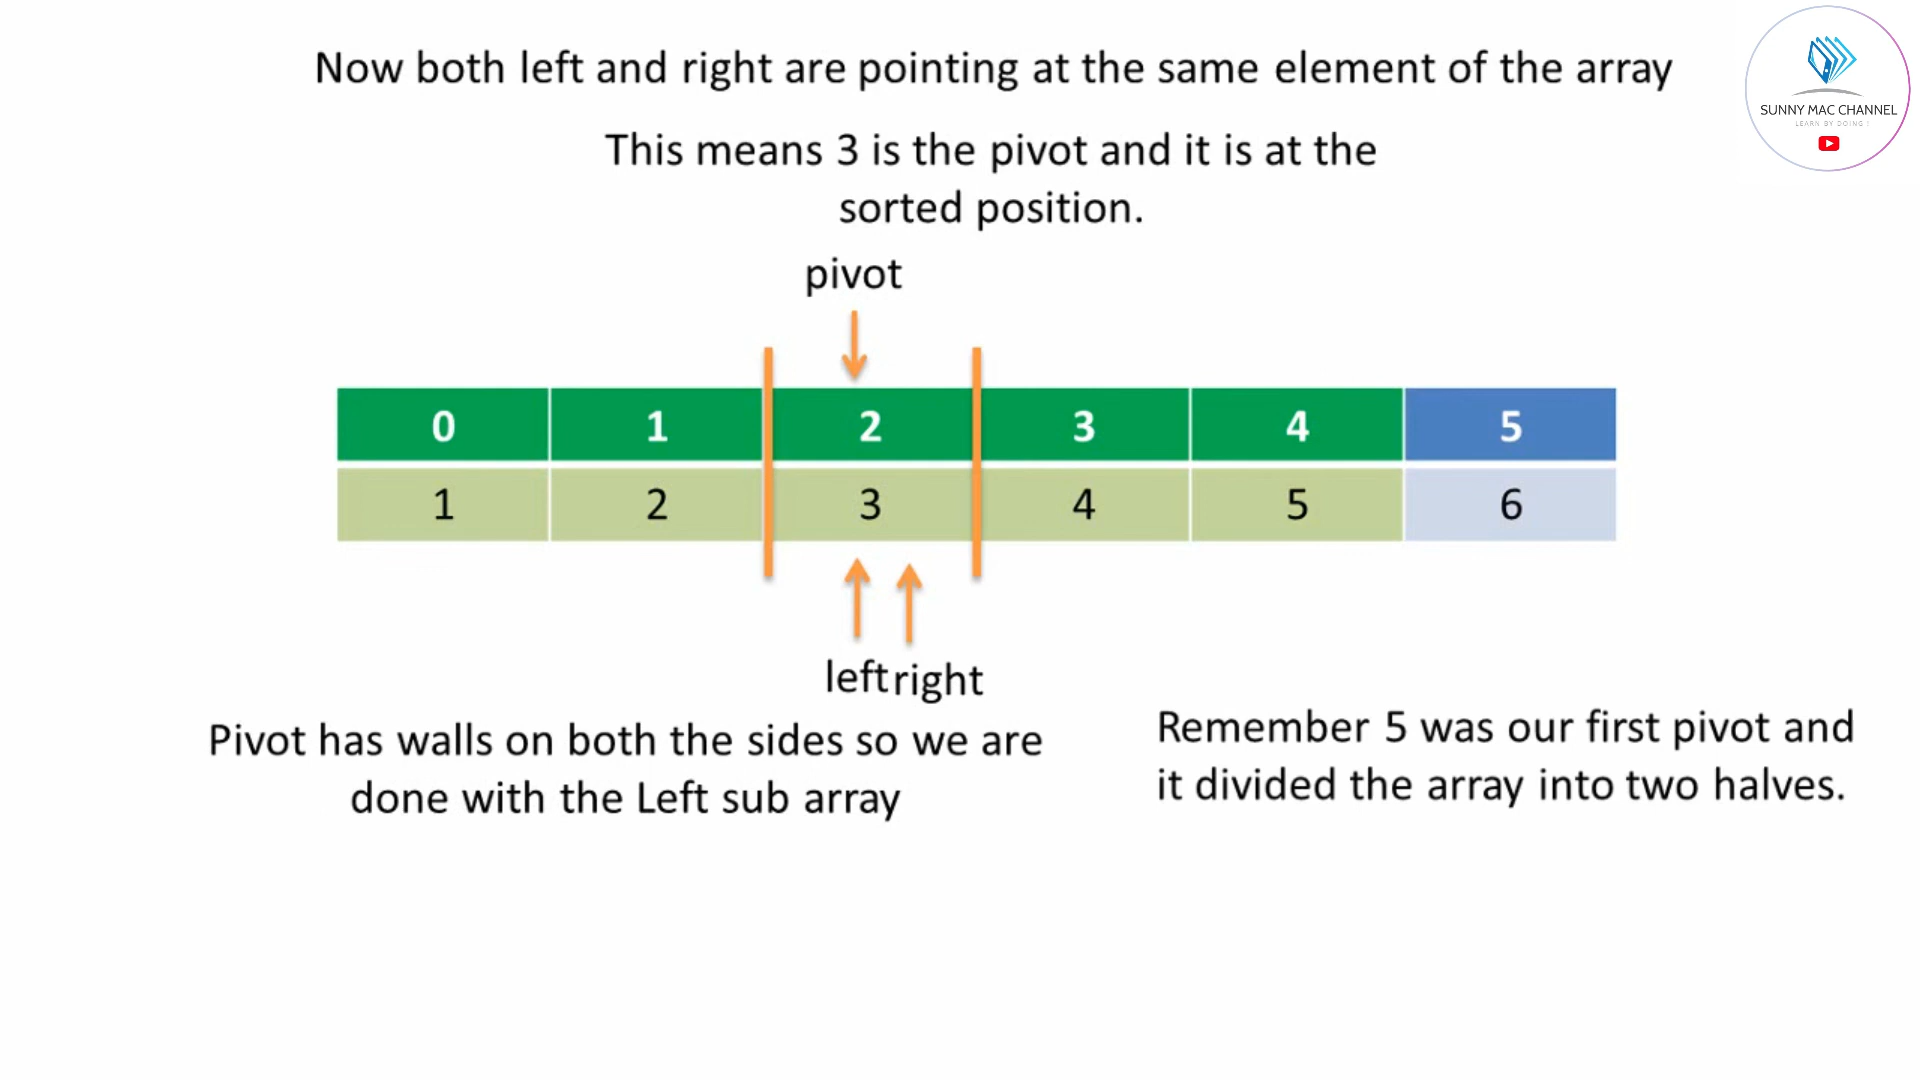 Now both left and right are pointing at the same element of the array
SUNNY MAC CHANNEL
LEARN BY DOING !
This means 3 is the pivot and it is at the
sorted position.
pivot
0 1 2 3 4 5
1 2 3 4 5 6
left right
Pivot has walls on both the sides so we are
done with the Left sub array
Remember 5 was our first pivot and
it divided the array into two halves.